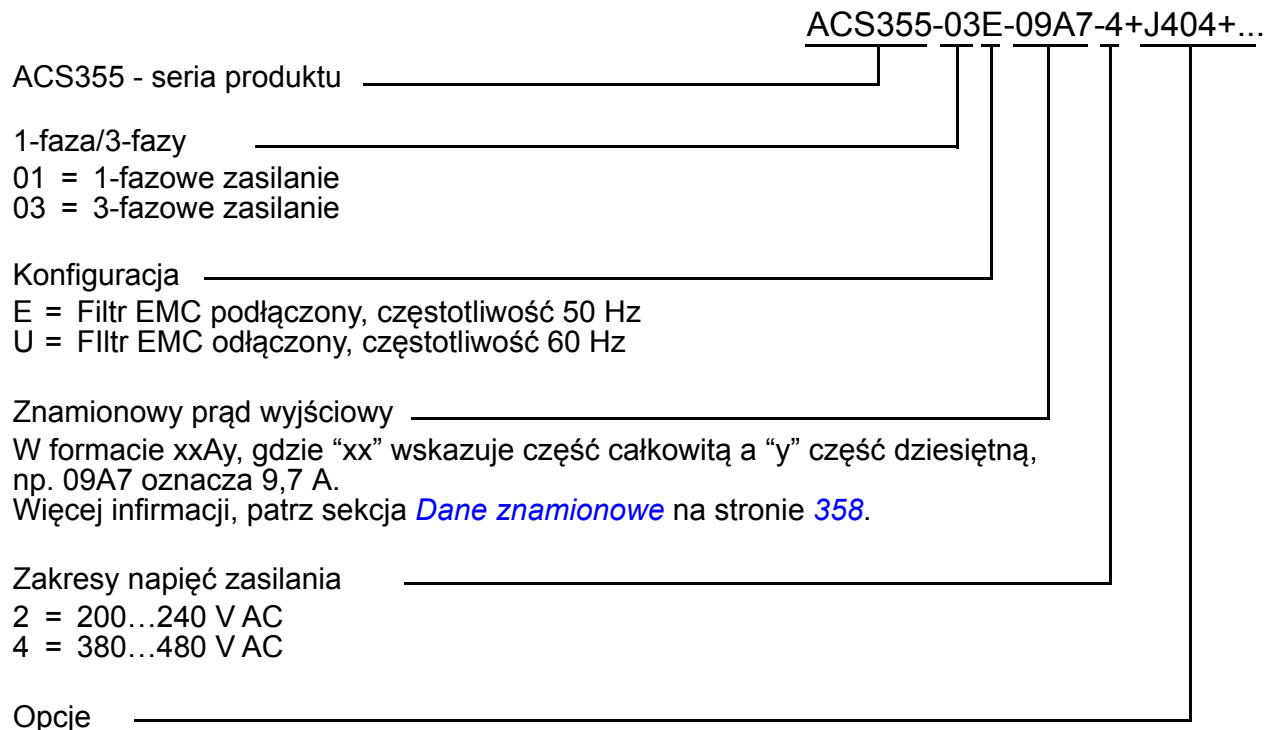 ACS355-03E-09A7-4+J404+...
ACS355 - seria produktu
1-faza/3-fazy
01 = 1-fazowe zasilanie
03 = 3-fazowe zasilanie
Konfiguracja
E = Filtr EMC podłączony, częstotliwość 50 Hz
U = FIltr EMC odłączony, częstotliwość 60 Hz
Znamionowy prąd wyjściowy
W formacie xxAy, gdzie “xx” wskazuje część całkowitą a “y” część dziesiętną,
np. 09A7 oznacza 9,7 A.
Więcej infirmacji, patrz sekcja Dane znamionowe na stronie 358.
Zakresy napięć zasilania
2 = 200…240 V AC
4 = 380…480 V AC
Opcje